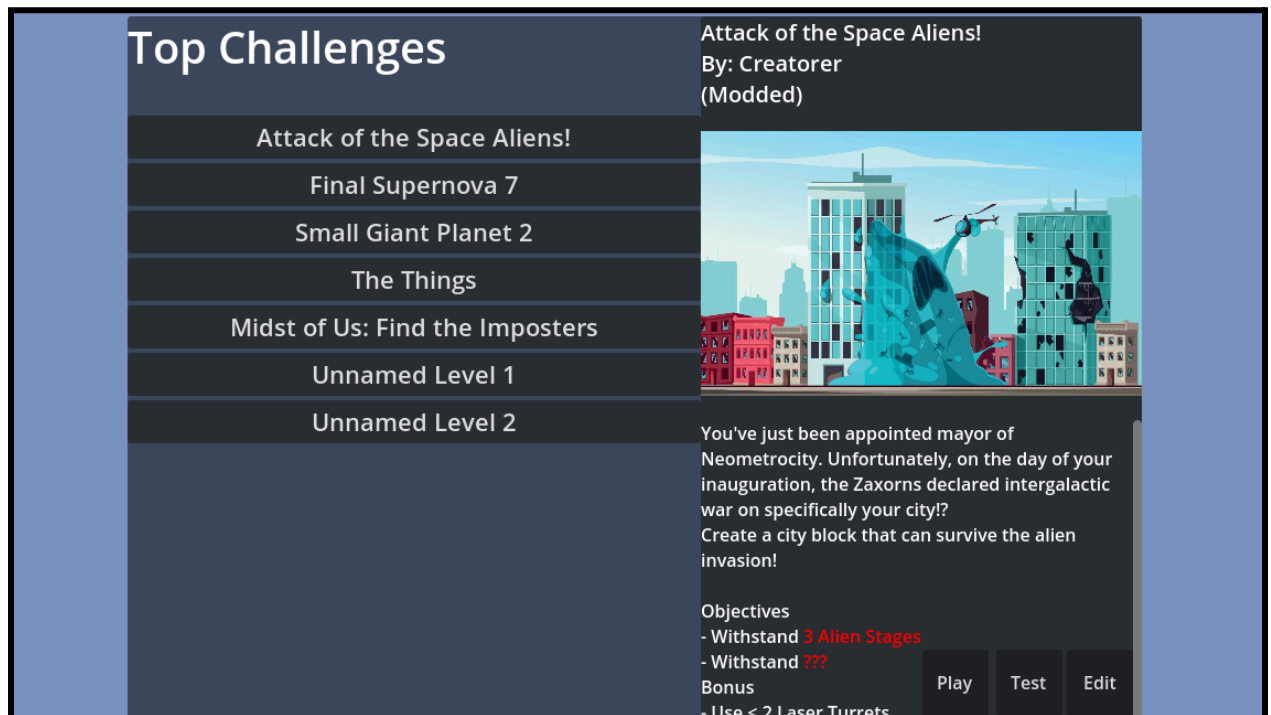 Top Challenges
Attack of the Space Aliens!
Final Supernova 7
Small Giant Planet 2
The Things
Midst of Us: Find the Imposters
Unnamed Level 1
Unnamed Level 2
Attack of the Space Aliens!
By: Creatorer
(Modded)
You've just been appointed mayor of
Neometrocity. Unfortunately, on the day of your
inauguration, the Zaxorns declared intergalactic
war on specifically your city!?
Create a city block that can survive the alien
invasion!
Objectives
- Withstand 3 Alien Stages
- Withstand ???
Bonus
- Use < 2 Laser Turrets
Play
Test
Edit